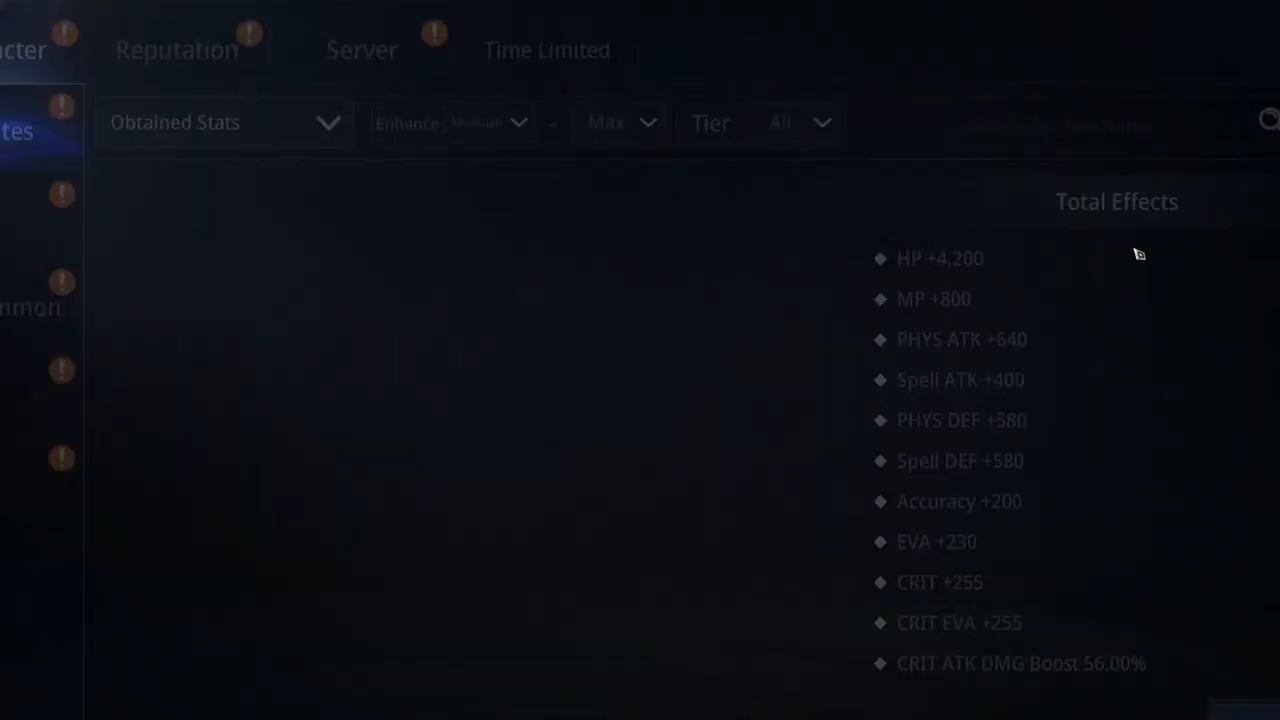 acter Reputation Server Time Limited
tes
Obtained Stats Enhance Minimum - Max Tier All
Total Effects
HP +4,200
MP +800
nmon
PHYS ATK +640
Spell ATK +400
PHYS DEF +580
Spell DEF +580
Accuracy +200
EVA +230
CRIT +255
CRIT EVA +255
CRIT ATK DMG Boost 56.00%